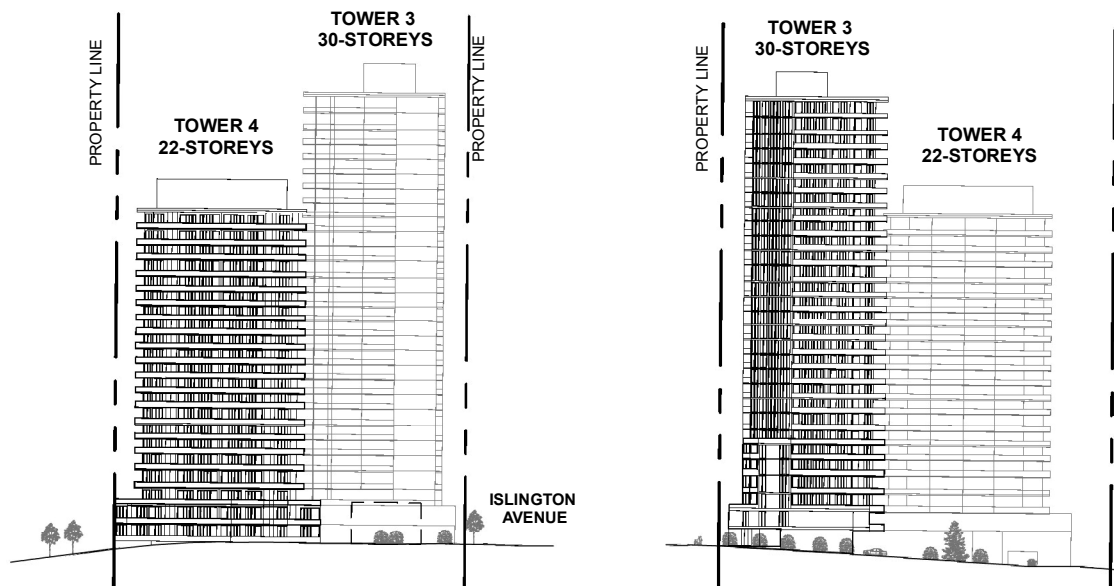 TOWER 3
30-STOREYS
PROPERTY LINE
TOWER 4
22-STOREYS
PROPERTY LINE
ISLINGTON
AVENUE
TOWER 3
30-STOREYS
PROPERTY LINE
TOWER 4
22-STOREYS